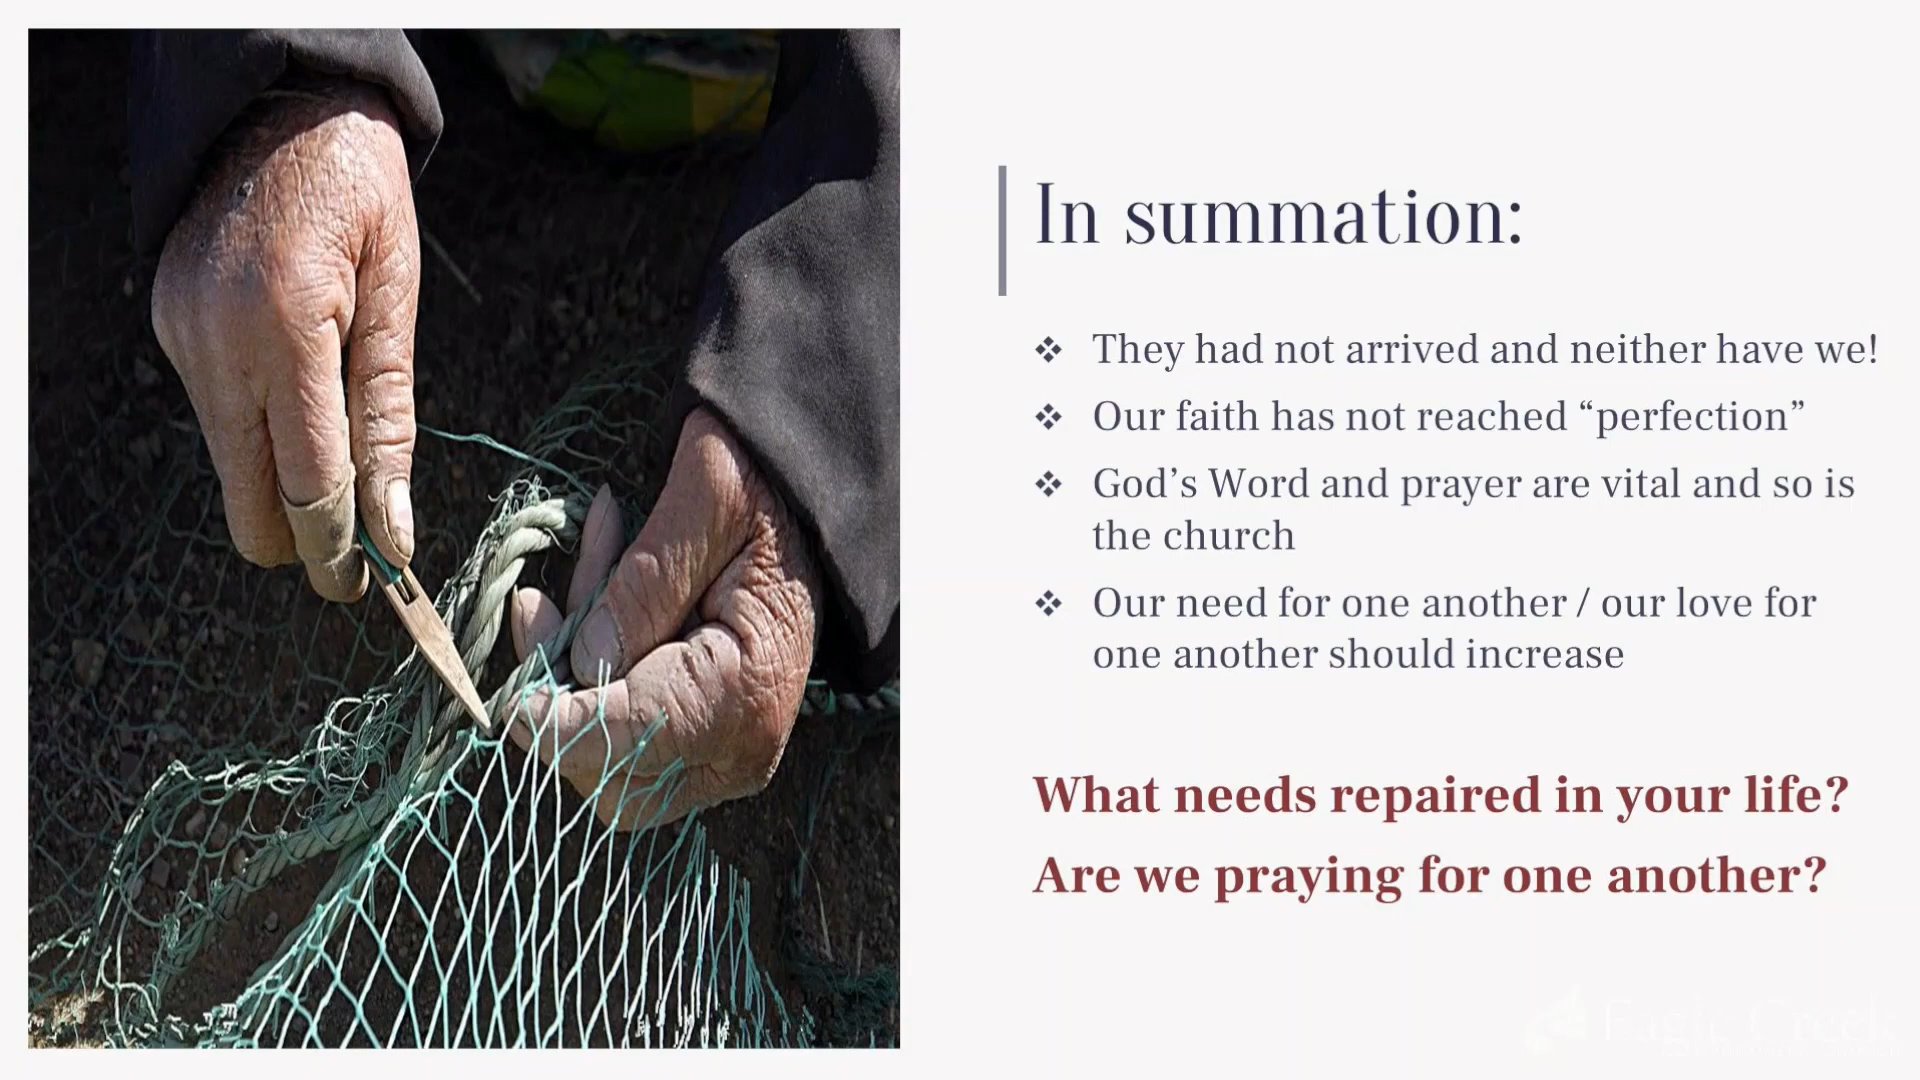 In summation:
❖ They had not arrived and neither have we!
❖ Our faith has not reached “perfection”
❖ God’s Word and prayer are vital and so is
the church
❖ Our need for one another / our love for
one another should increase
What needs repaired in your life?
Are we praying for one another?
Eagle Creek